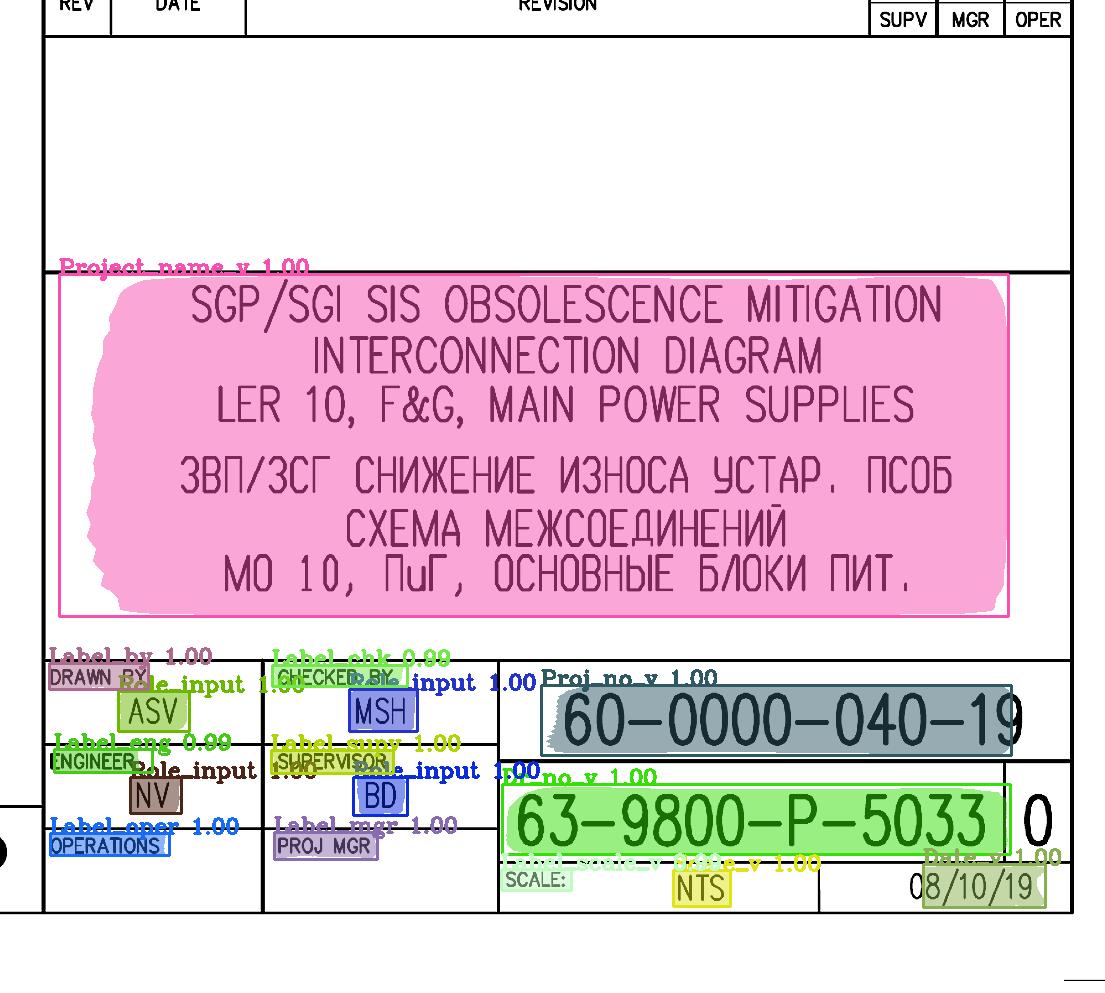 REV DATE REVISION
SUPV MGR OPER
Project_name_v 1.00
SGP/SGI SIS OBSOLESCENCE MITIGATION
INTERCONNECTION DIAGRAM
LER 10, F&G, MAIN POWER SUPPLIES
ЗВП/ЗСГ СНИЖЕНИЕ ИЗНОСА УСТАР. ПСОБ
СХЕМА МЕЖСОЕДИНЕНИЙ
МО 10, ПиГ, ОСНОВНЫЕ БЛОКИ ПИТ.
Label_by 1.00 Label_chk 0.99
DRAWN BY CHECKED BY
Role_input 1.00 Role_input 1.00 Proj_no_v 1.00
ASV MSH 60-0000-040-19
Label_eng 0.99 Label_supv 1.00
ENGINEER SUPERVISOR
Role_input 1.00 Role_input 1.00 Dr_no_v 1.00
NV BD 63-9800-P-5033 0
Label_oper 1.00 Label_mgr 1.00
OPERATIONS PROJ MGR
Label_scale_v 1.00 Date_v 1.00
SCALE: NTS 08/10/19